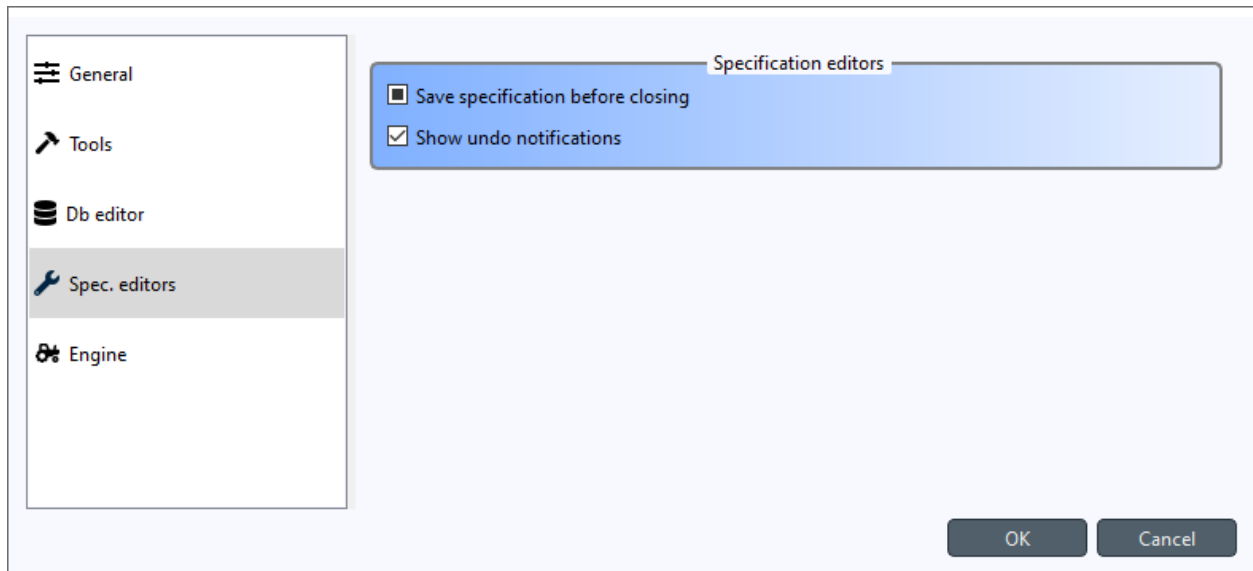 General
Tools
Db editor
Spec. editors
Engine
Specification editors
Save specification before closing
Show undo notifications
OK
Cancel